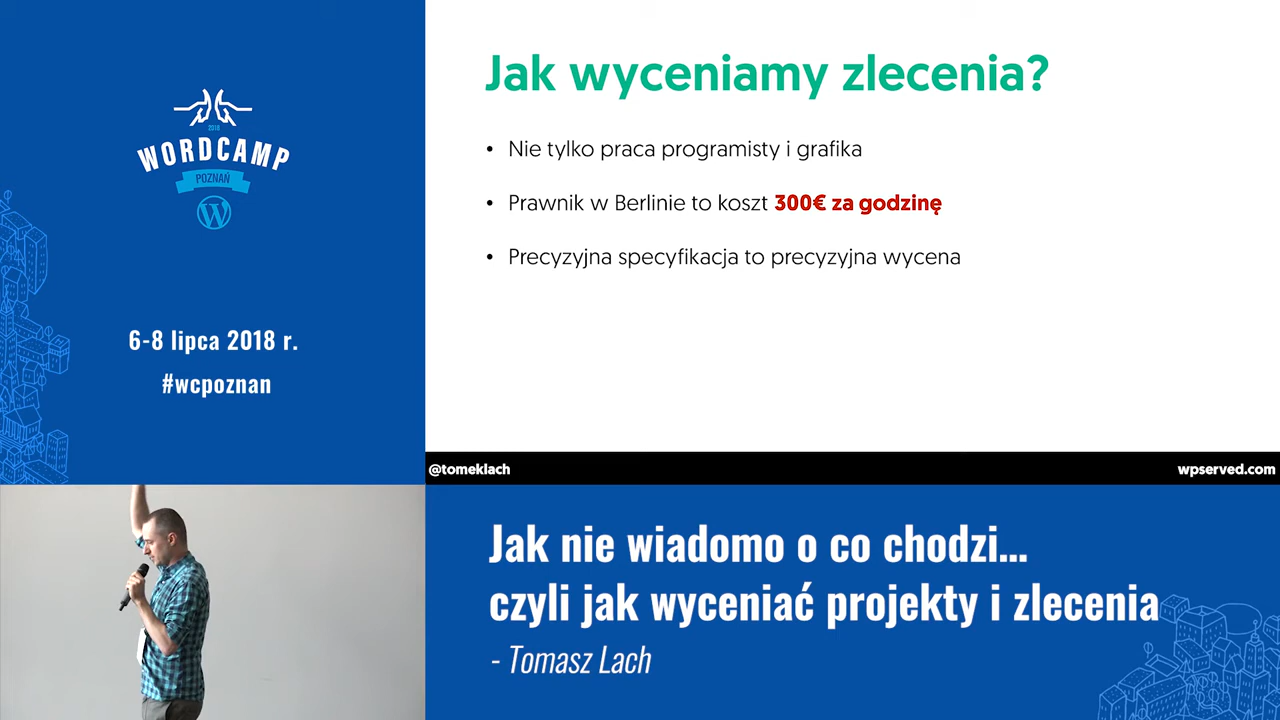 2018
WORDCAMP
POZNAŃ
6-8 lipca 2018 r.
#wcpoznan
Jak wyceniamy zlecenia?
• Nie tylko praca programisty i grafika
• Prawnik w Berlinie to koszt 300€ za godzinę
• Precyzyjna specyfikacja to precyzyjna wycena
@tomeklach
wpserved.com
Jak nie wiadomo o co chodzi...
czyli jak wyceniać projekty i zlecenia
- Tomasz Lach